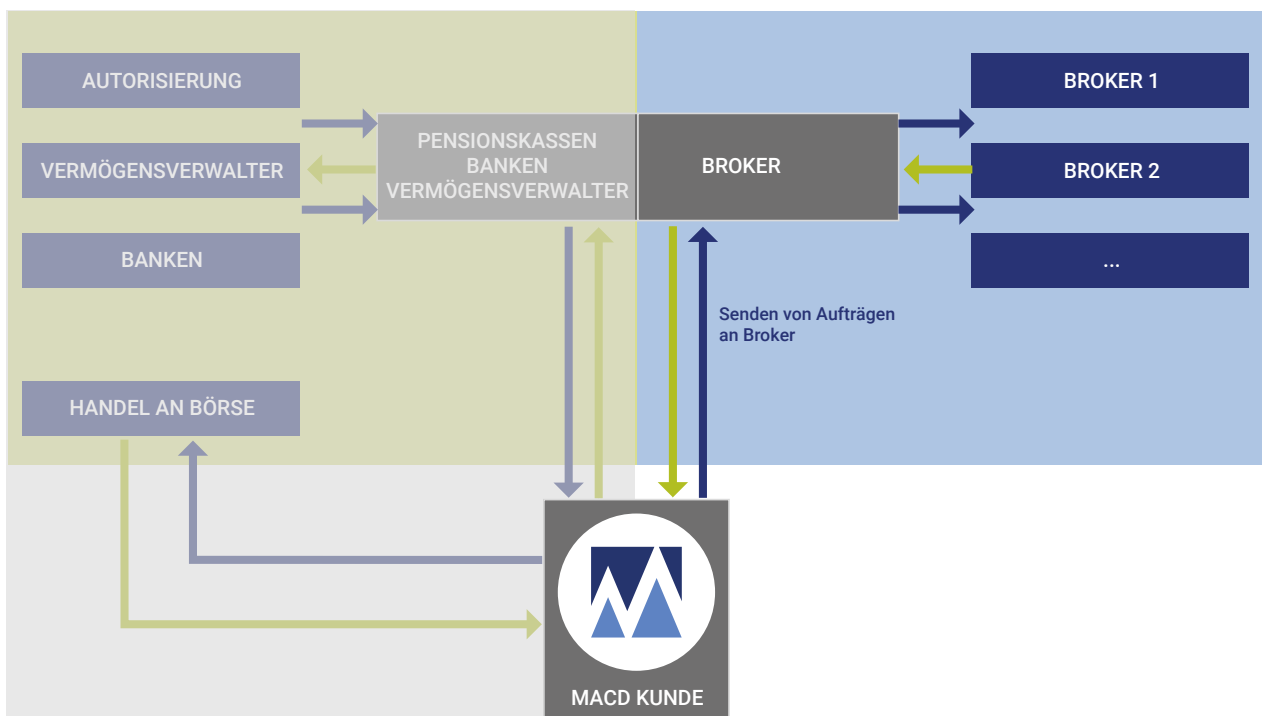 AUTORISIERUNG
VERMÖGENSVERWALTER
BANKEN
HANDEL AN BÖRSE
PENSIONSKASSEN
BANKEN
VERMÖGENSVERWALTER
BROKER
BROKER 1
BROKER 2
...
Senden von Aufträgen
an Broker
MACD KUNDE